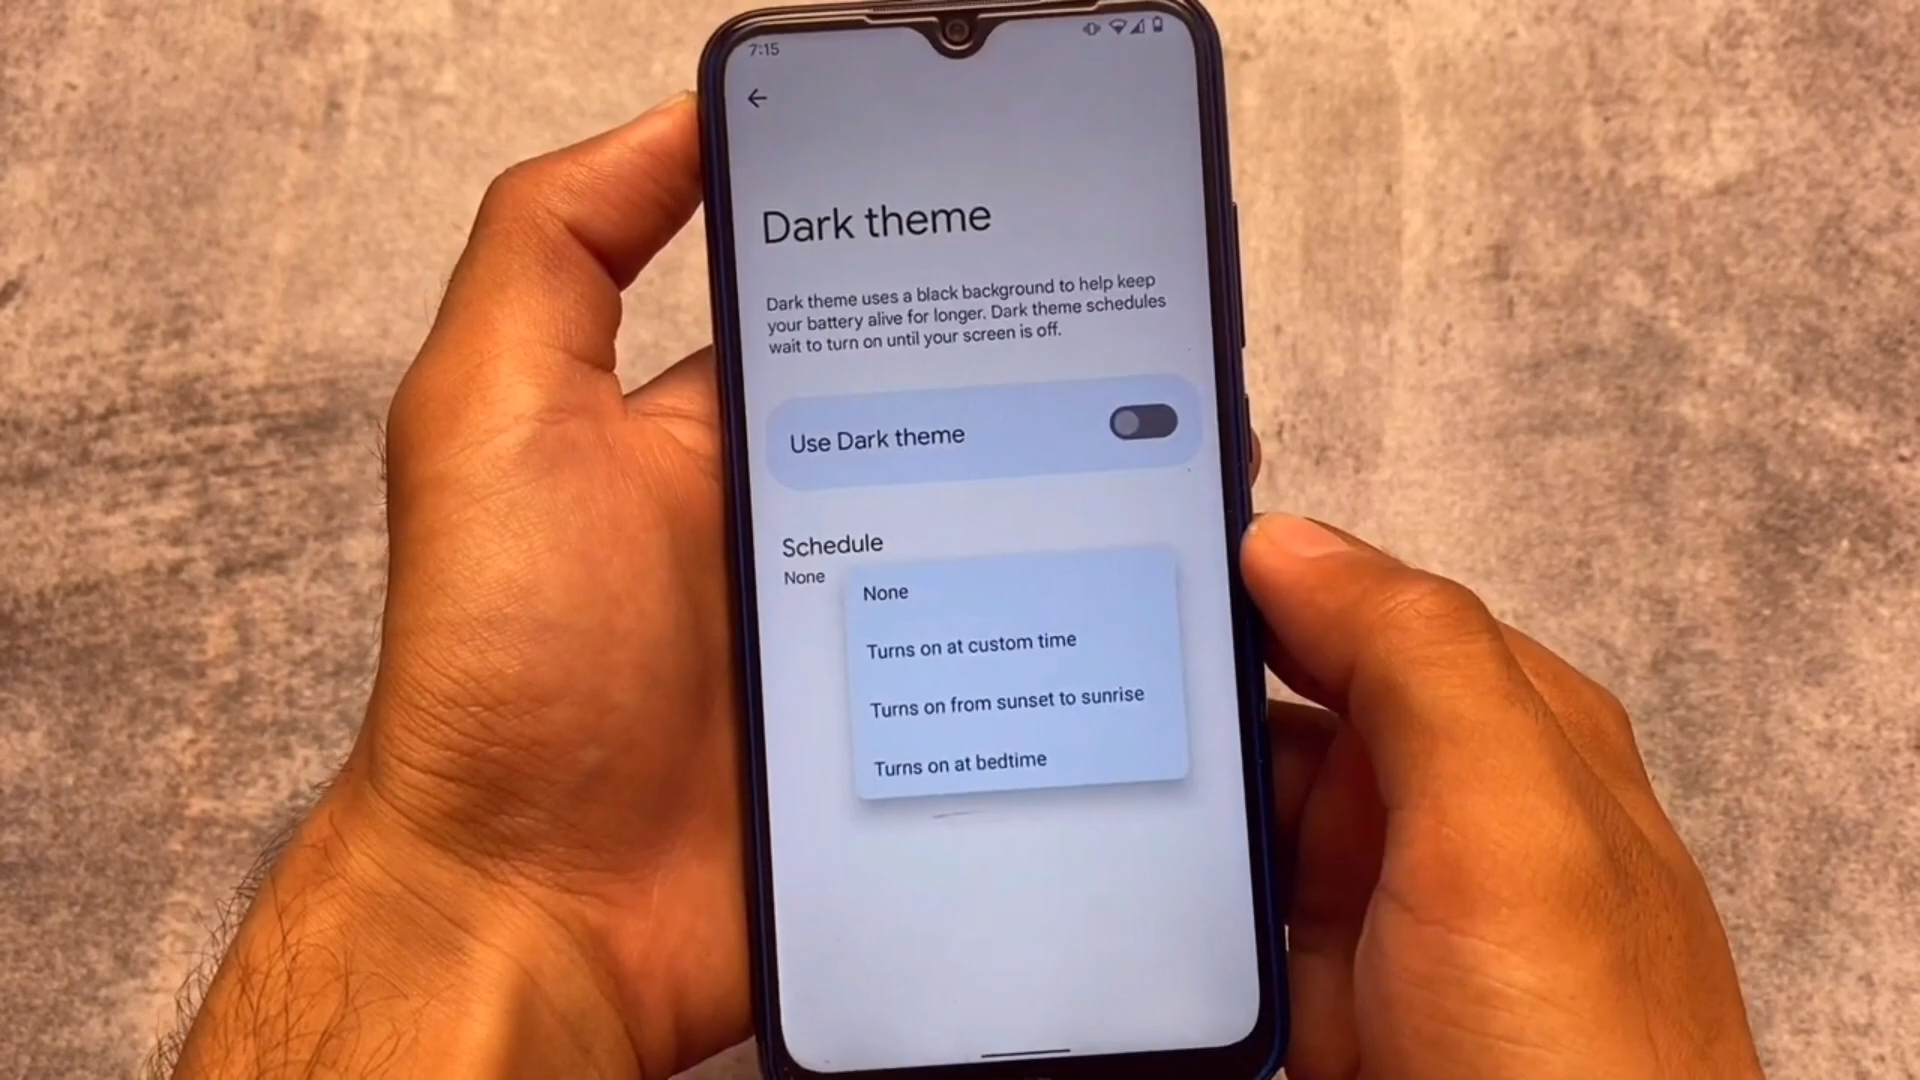 7:15
Dark theme
Dark theme uses a black background to help keep
your battery alive for longer. Dark theme schedules
wait to turn on until your screen is off.
Use Dark theme
Schedule
None
None
Turns on at custom time
Turns on from sunset to sunrise
Turns on at bedtime